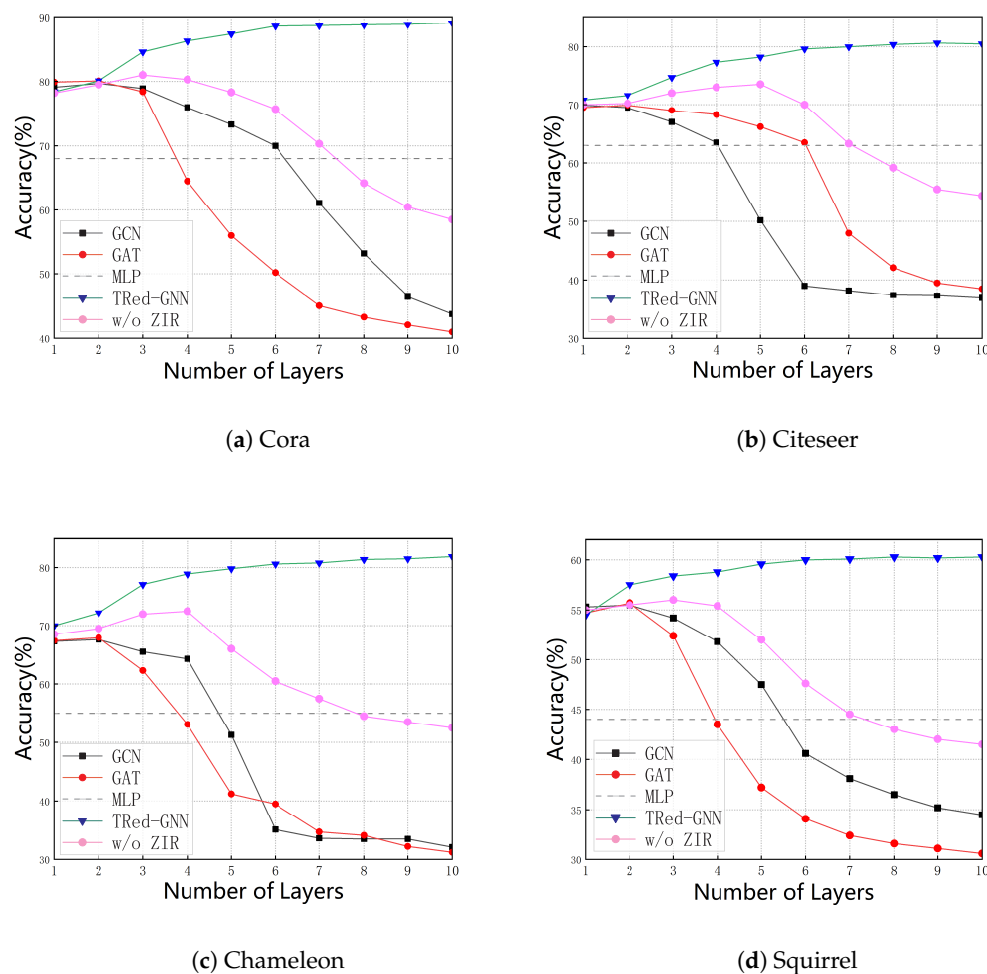 90
80
70
60
50
40
Accuracy(%)
GCN
GAT
MLP
TRed-GNN
w/o ZIR
1 2 3 4 5 6 7 8 9 10
Number of Layers
(a) Cora
80
70
60
50
40
30
Accuracy(%)
GCN
GAT
MLP
TRed-GNN
w/o ZIR
1 2 3 4 5 6 7 8 9 10
Number of Layers
(b) Citeseer
80
70
60
50
40
30
Accuracy(%)
GCN
GAT
MLP
TRed-GNN
w/o ZIR
1 2 3 4 5 6 7 8 9 10
Number of Layers
(c) Chameleon
60
55
50
45
40
35
30
Accuracy(%)
GCN
GAT
MLP
TRed-GNN
w/o ZIR
1 2 3 4 5 6 7 8 9 10
Number of Layers
(d) Squirrel